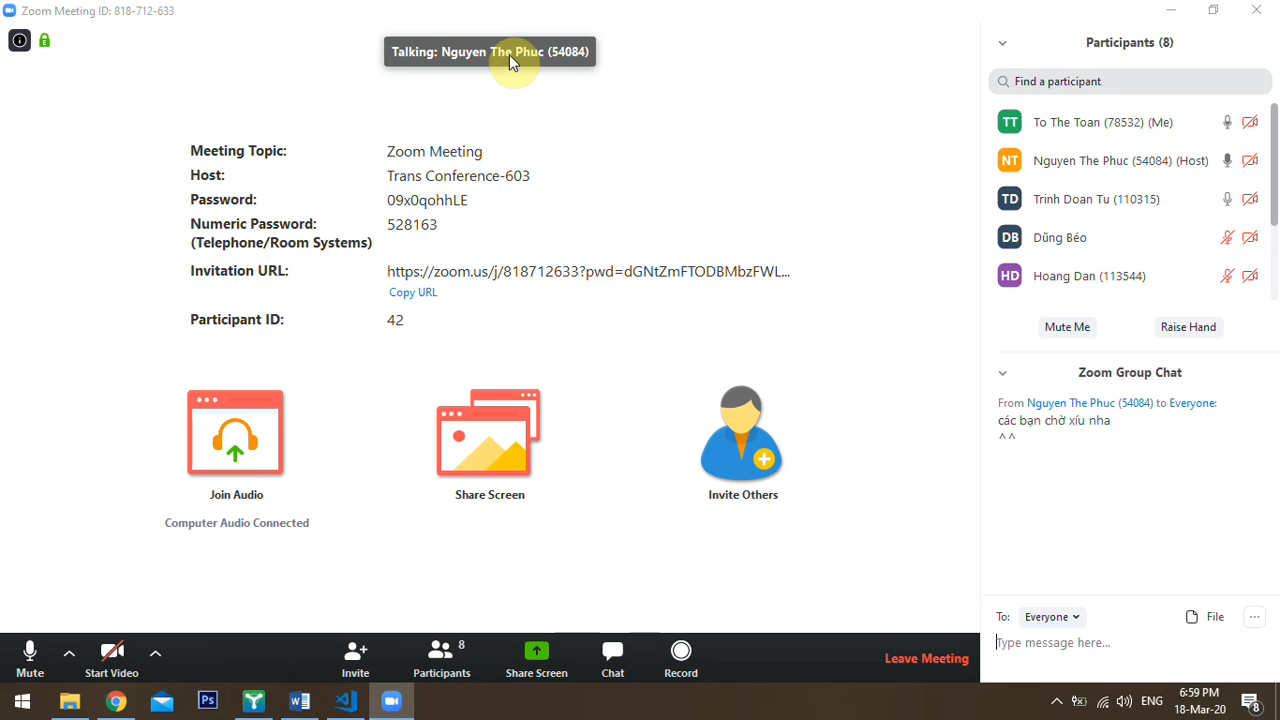 Zoom Meeting ID: 818-712-633
Talking: Nguyen The Phuc (54084)
Meeting Topic: Zoom Meeting
Host: Trans Conference-603
Password: 09x0qohhLE
Numeric Password: 528163
(Telephone/Room Systems)
Invitation URL: https://zoom.us/j/818712633?pwd=dGNtZmFTODBMbzFWL...
Copy URL
Participant ID: 42
Join Audio
Computer Audio Connected
Share Screen
Invite Others
Participants (8)
Find a participant
TT To The Toan (78532) (Me)
NT Nguyen The Phuc (54084) (Host)
TD Trinh Doan Tu (110315)
DB Dũng Béo
HD Hoang Dan (113544)
Mute Me Raise Hand
Zoom Group Chat
From Nguyen The Phuc (54084) to Everyone:
các bạn chờ xíu nha
^ ^
To: Everyone File ...
Type message here...
Mute Start Video Invite Participants 8 Share Screen Chat Record Leave Meeting
Ps ENG
6:59 PM
18-Mar-20 8